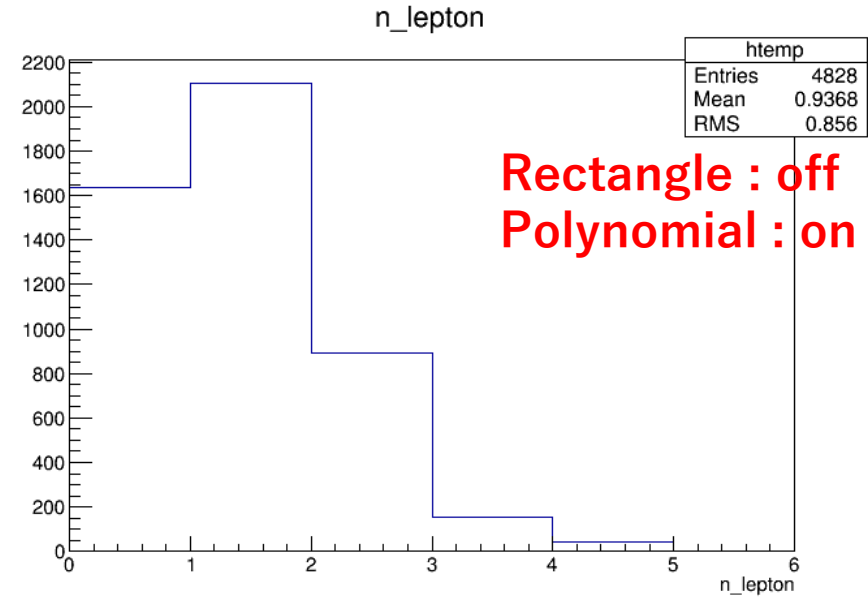 n_lepton
htemp
Entries 4828
Mean 0.9368
RMS 0.856
Rectangle : off
Polynomial : on
2200
2000
1800
1600
1400
1200
1000
800
600
400
200
0
0 1 2 3 4 5 6
n_lepton